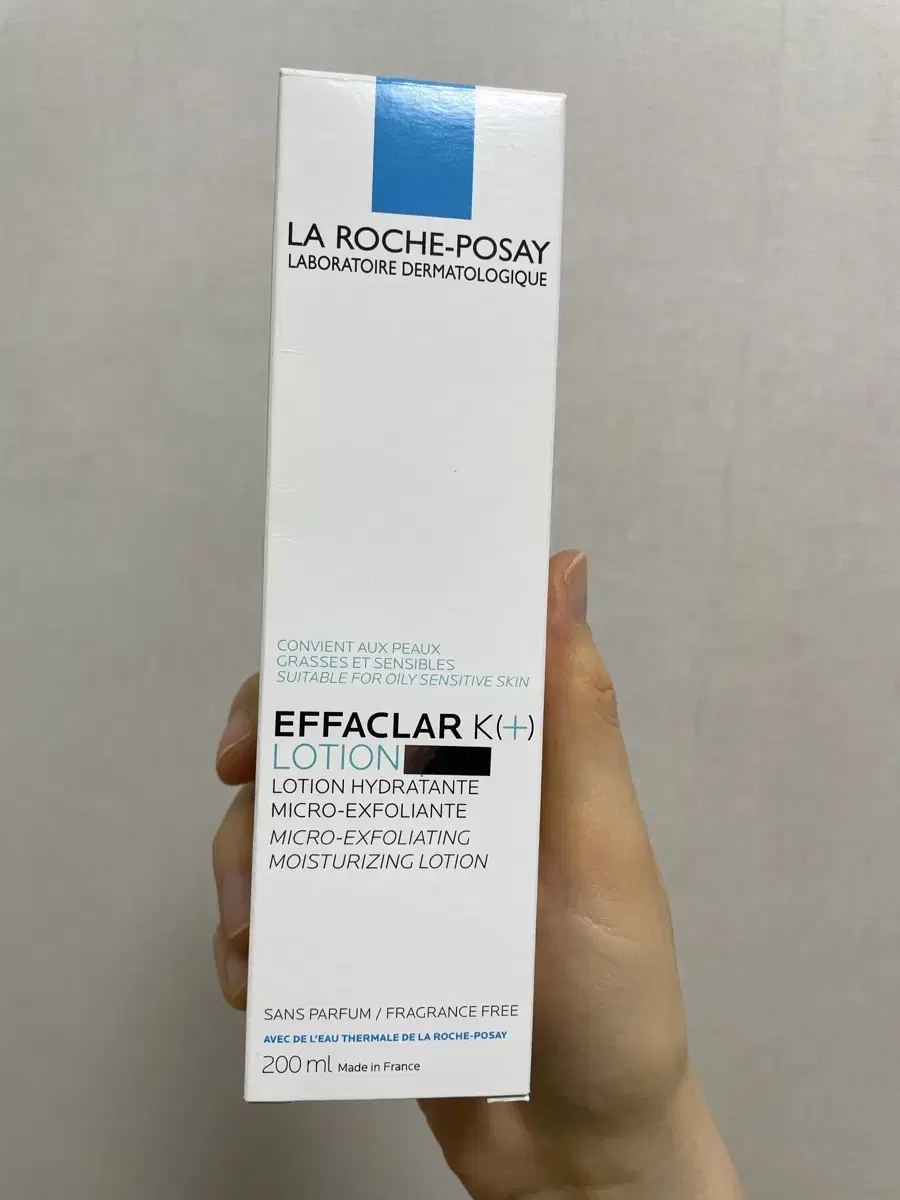 LA ROCHE-POSAY
LABORATOIRE DERMATOLOGIQUE
CONVIENT AUX PEAUX
GRASSES ET SENSIBLES
SUITABLE FOR OILY SENSITIVE SKIN
EFFACLAR K(+)
LOTION
LOTION HYDRATANTE
MICRO-EXFOLIANTE
MICRO-EXFOLIATING
MOISTURIZING LOTION
SANS PARFUM / FRAGRANCE FREE
AVEC DE L'EAU THERMALE DE LA ROCHE-POSAY
200 ml Made in France